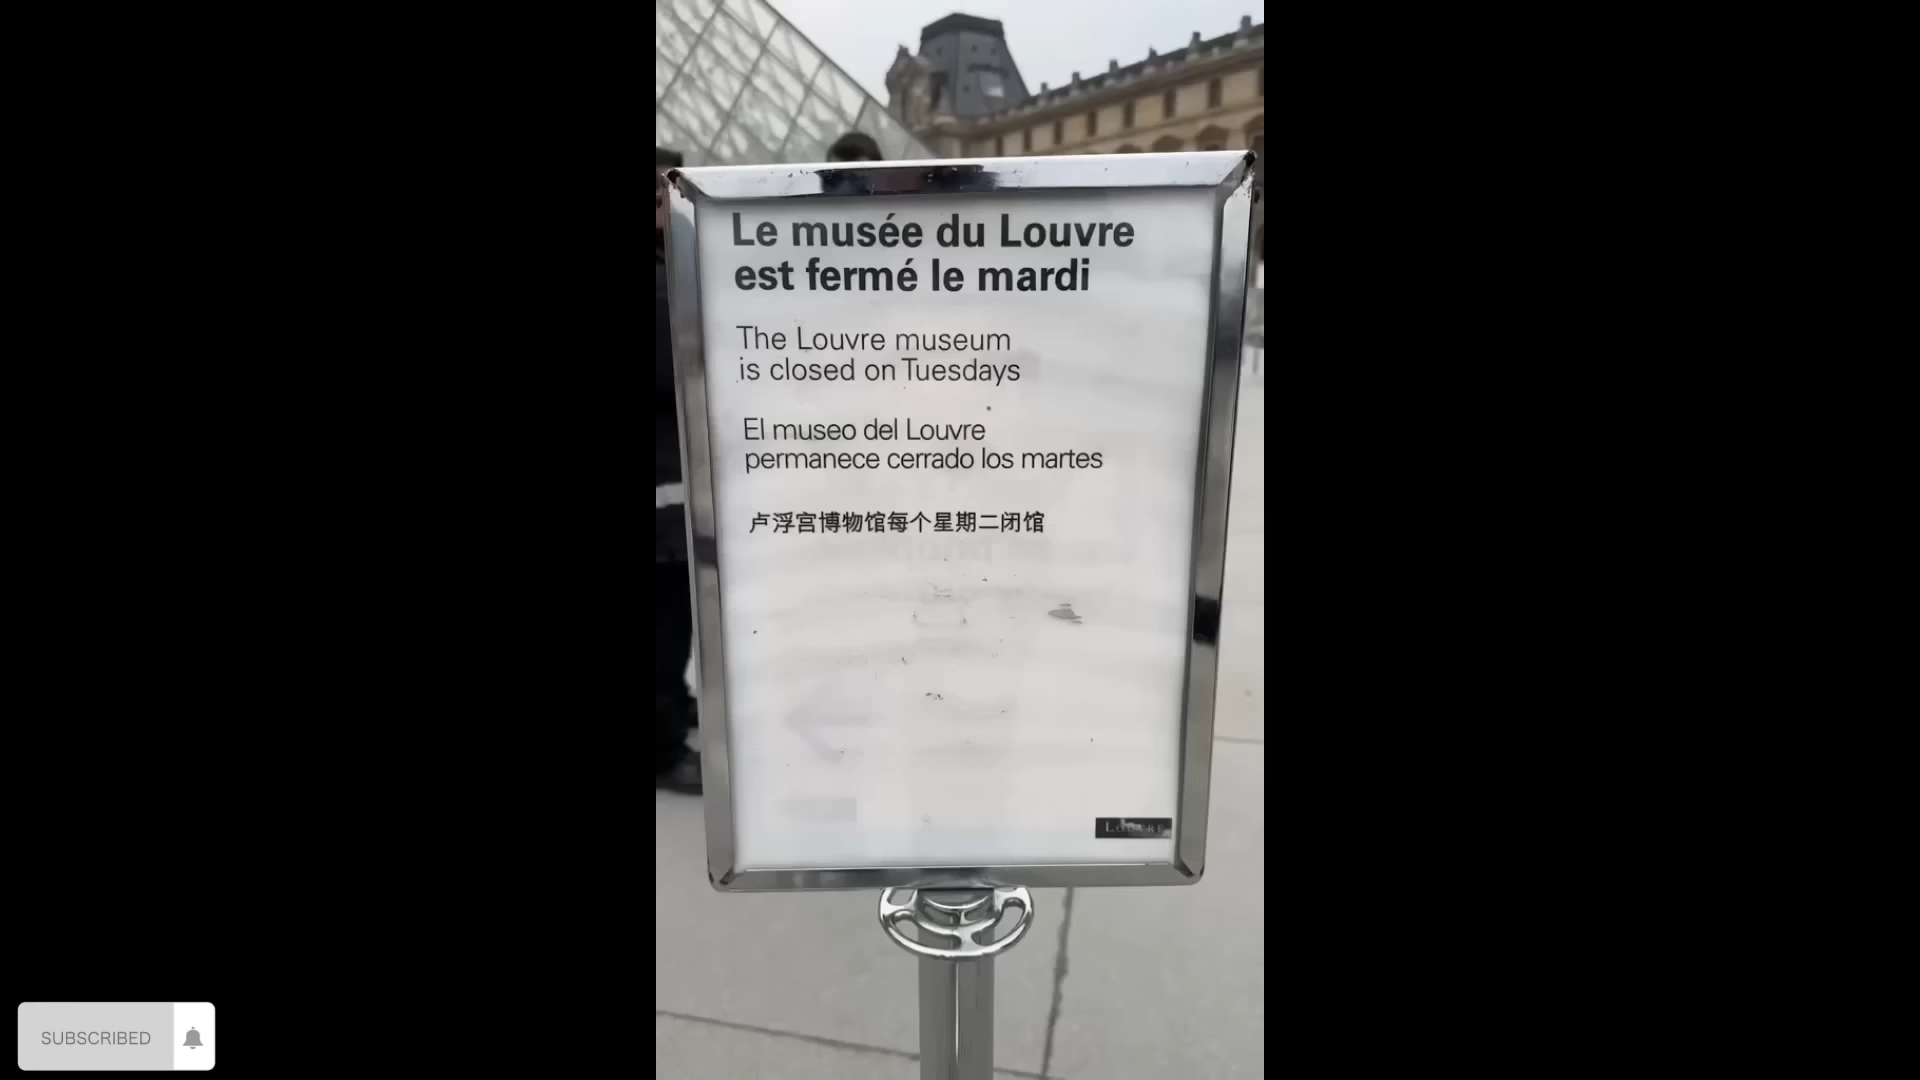 Le musée du Louvre
est fermé le mardi
The Louvre museum
is closed on Tuesdays
El museo del Louvre
permanece cerrado los martes
卢浮宫博物馆每个星期二闭馆
LOUVRE
SUBSCRIBED